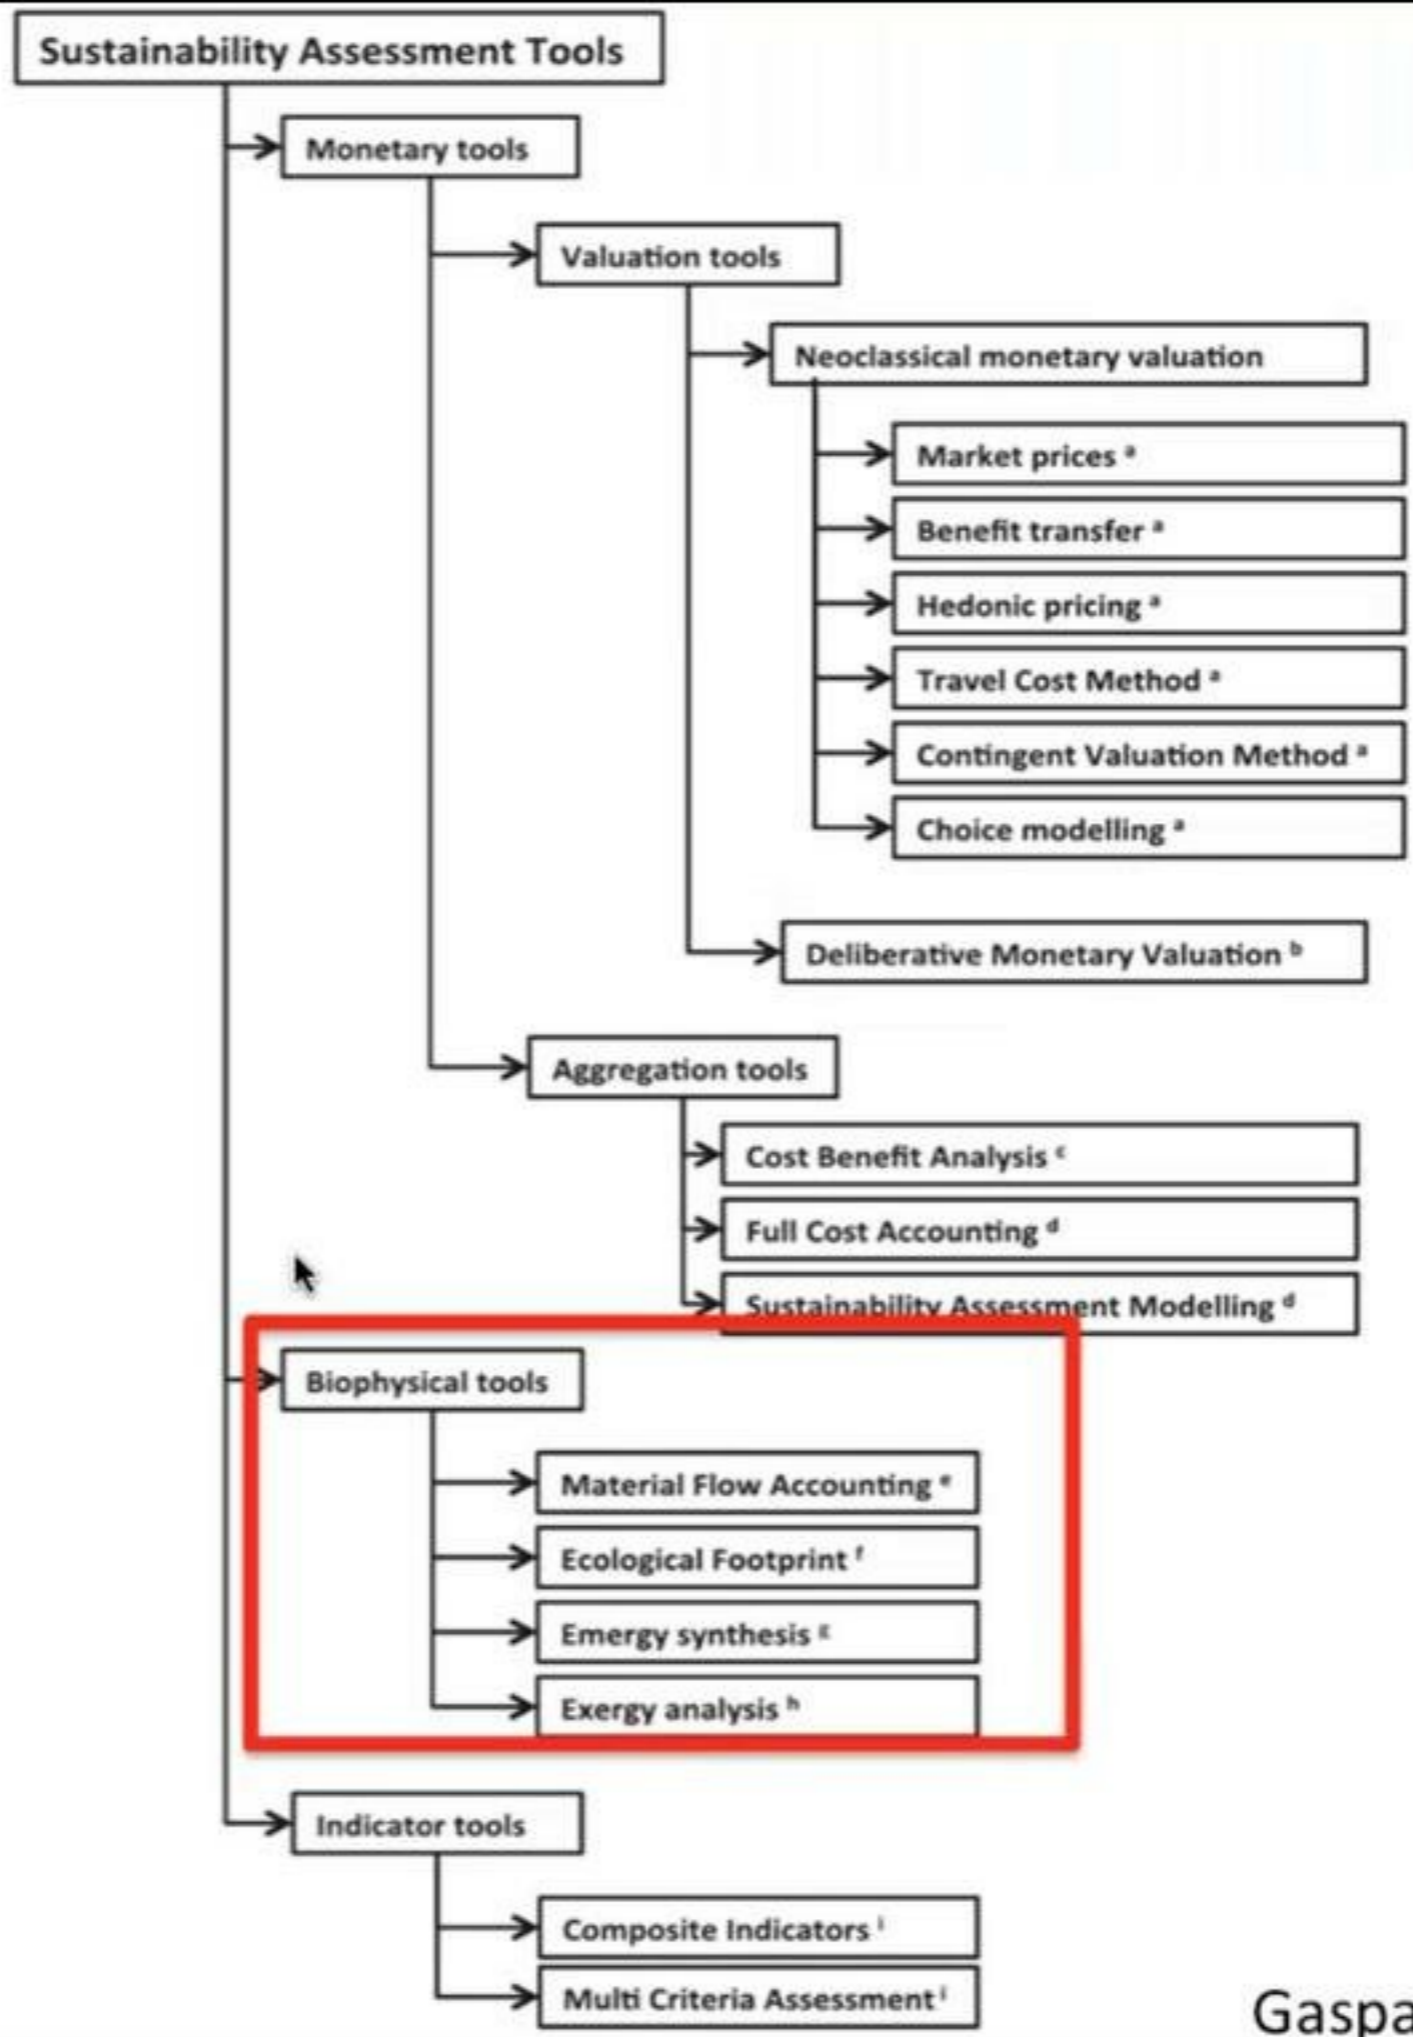 Sustainability Assessment Tools
Monetary tools
Valuation tools
Neoclassical monetary valuation
Market prices ᵃ
Benefit transfer ᵃ
Hedonic pricing ᵃ
Travel Cost Method ᵃ
Contingent Valuation Method ᵃ
Choice modelling ᵃ
Deliberative Monetary Valuation ᵇ
Aggregation tools
Cost Benefit Analysis ᶜ
Full Cost Accounting ᵈ
Sustainability Assessment Modelling ᵈ
Biophysical tools
Material Flow Accounting ᵉ
Ecological Footprint ᶠ
Emergy synthesis ᵍ
Exergy analysis ʰ
Indicator tools
Composite Indicators ⁱ
Multi Criteria Assessment ʲ
Gaspa